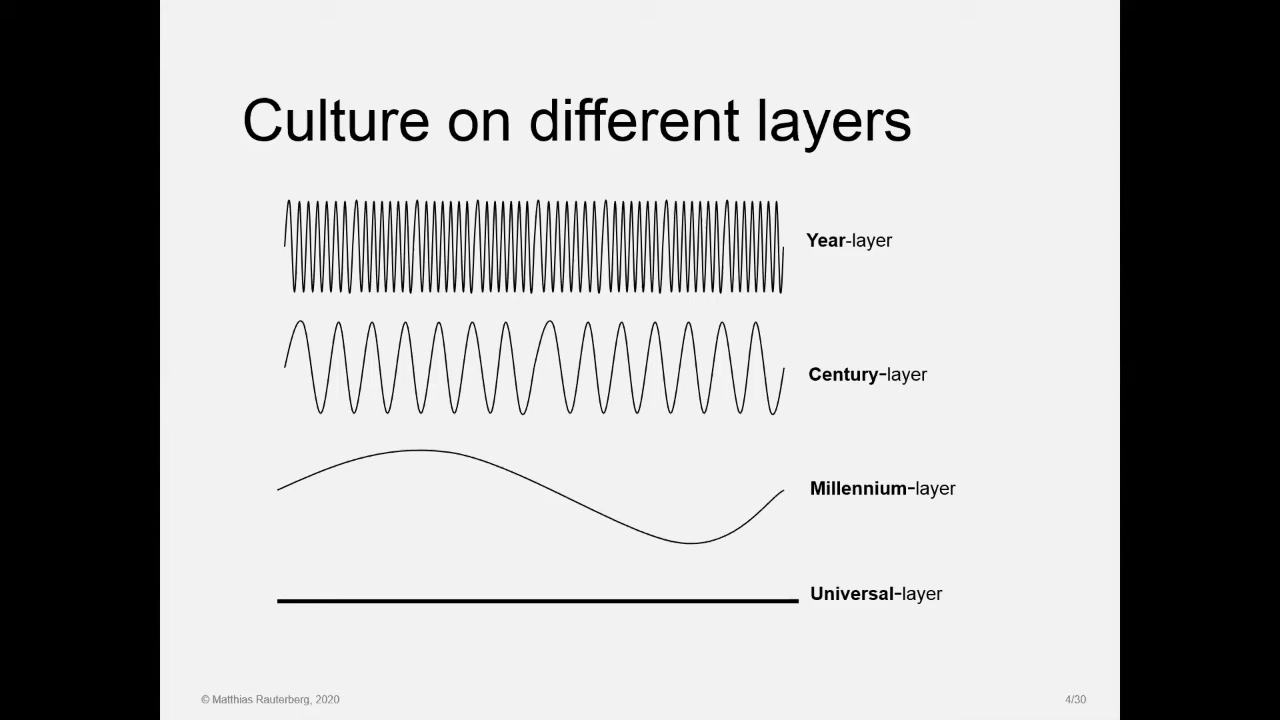 Culture on different layers
Year-layer
Century-layer
Millennium-layer
Universal-layer
© Matthias Rauterberg, 2020
4/30